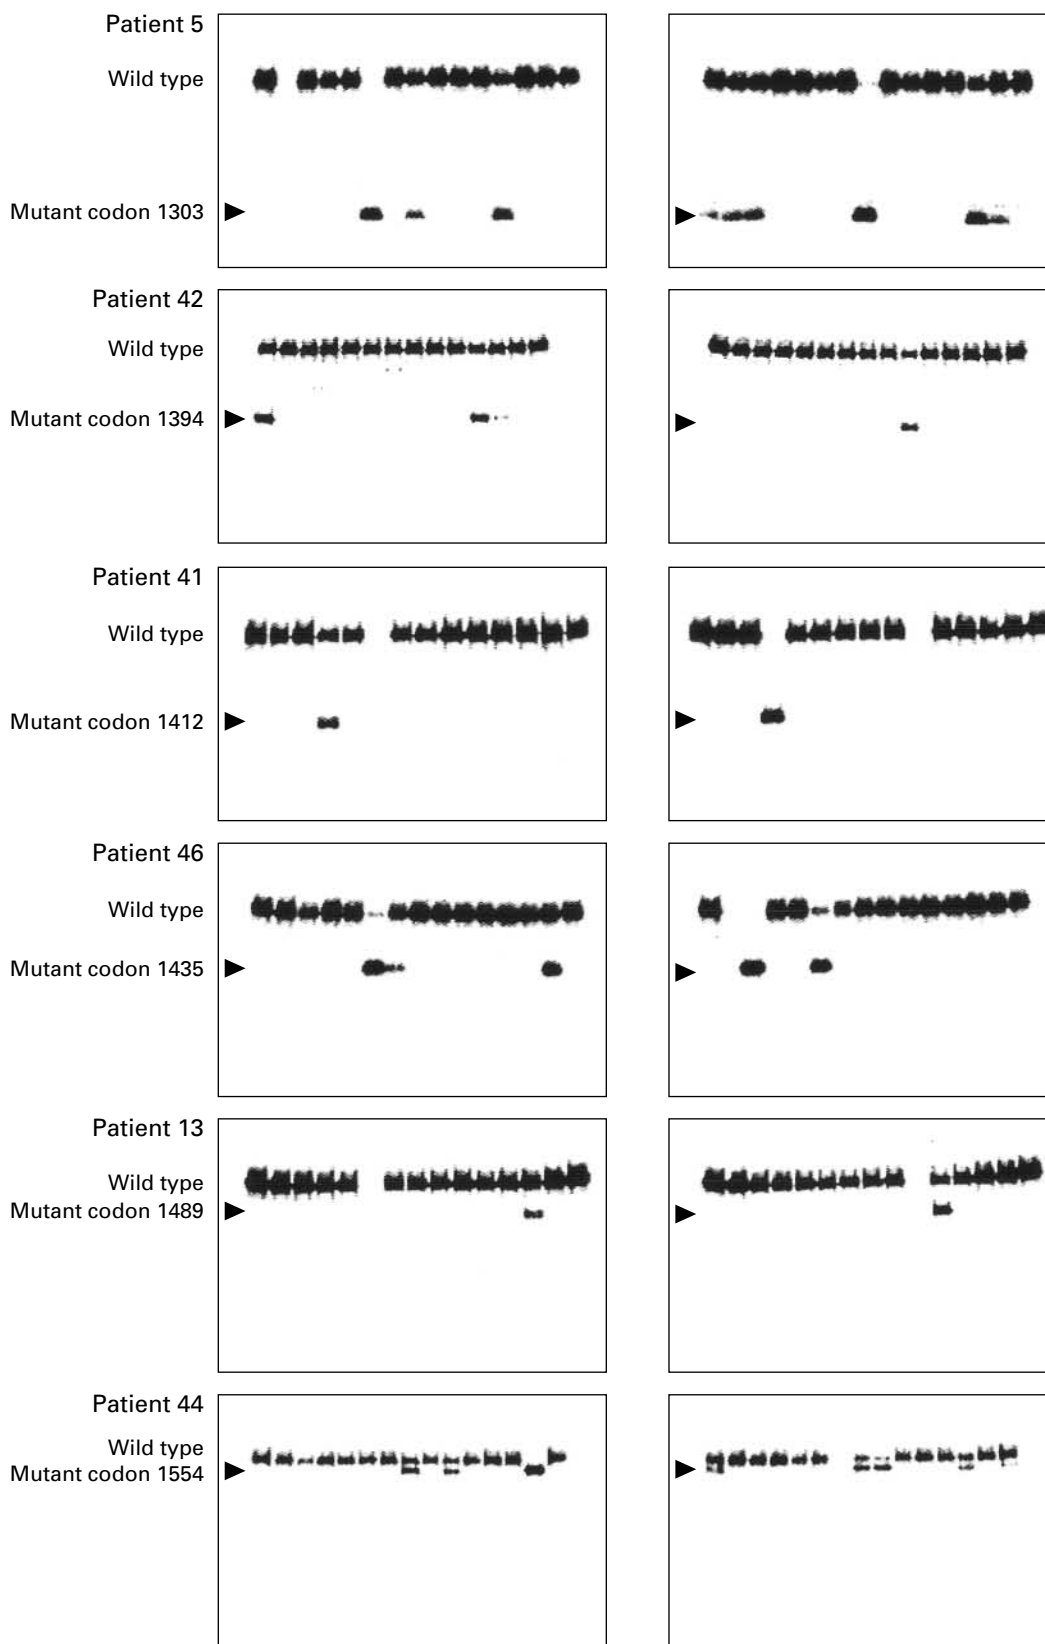 Patient 5
Wild type
Mutant codon 1303
Patient 42
Wild type
Mutant codon 1394
Patient 41
Wild type
Mutant codon 1412
Patient 46
Wild type
Mutant codon 1435
Patient 13
Wild type
Mutant codon 1489
Patient 44
Wild type
Mutant codon 1554